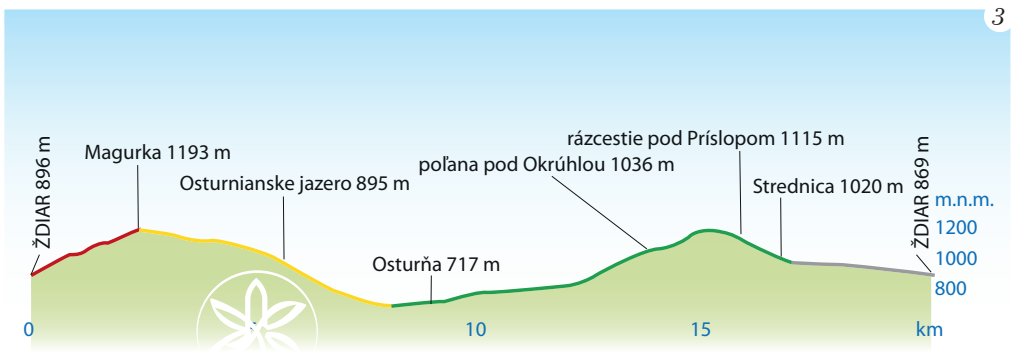 3
ŽDIAR 896 m
Magurka 1193 m
Osturnianske jazero 895 m
Osturňa 717 m
poľana pod Okrúhlou 1036 m
rázcestie pod Príslopom 1115 m
Strednica 1020 m
ŽDIAR 869 m
m.n.m.
1200
1000
800
0
10
15
km